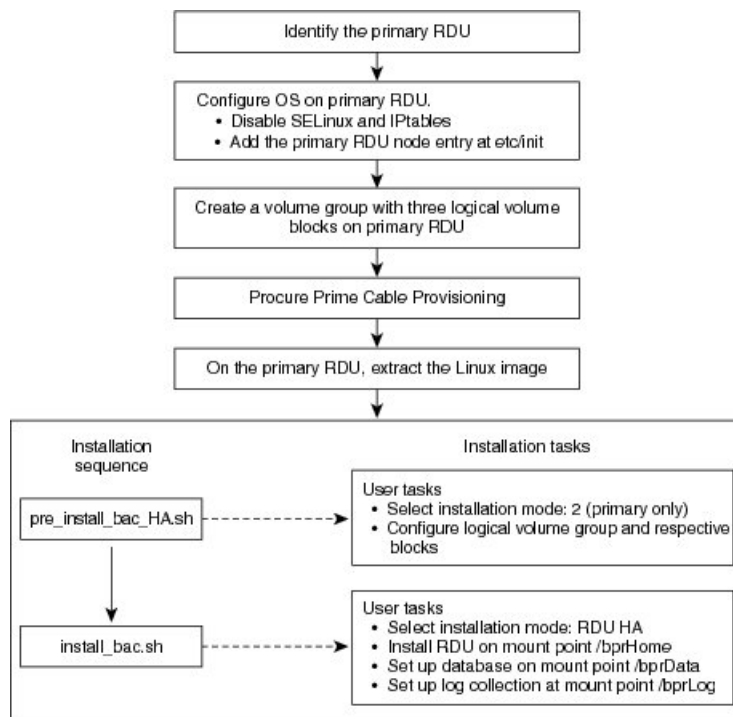 Identify the primary RDU
Configure OS on primary RDU.
• Disable SELinux and IPtables
• Add the primary RDU node entry at etc/init
Create a volume group with three logical volume
blocks on primary RDU
Procure Prime Cable Provisioning
On the primary RDU, extract the Linux image
Installation
sequence
Installation tasks
pre_install_bac_HA.sh
User tasks
• Select installation mode: 2 (primary only)
• Configure logical volume group and respective
blocks
install_bac.sh
User tasks
• Select installation mode: RDU HA
• Install RDU on mount point /bprHome
• Set up database on mount point /bprData
• Set up log collection at mount point /bprLog